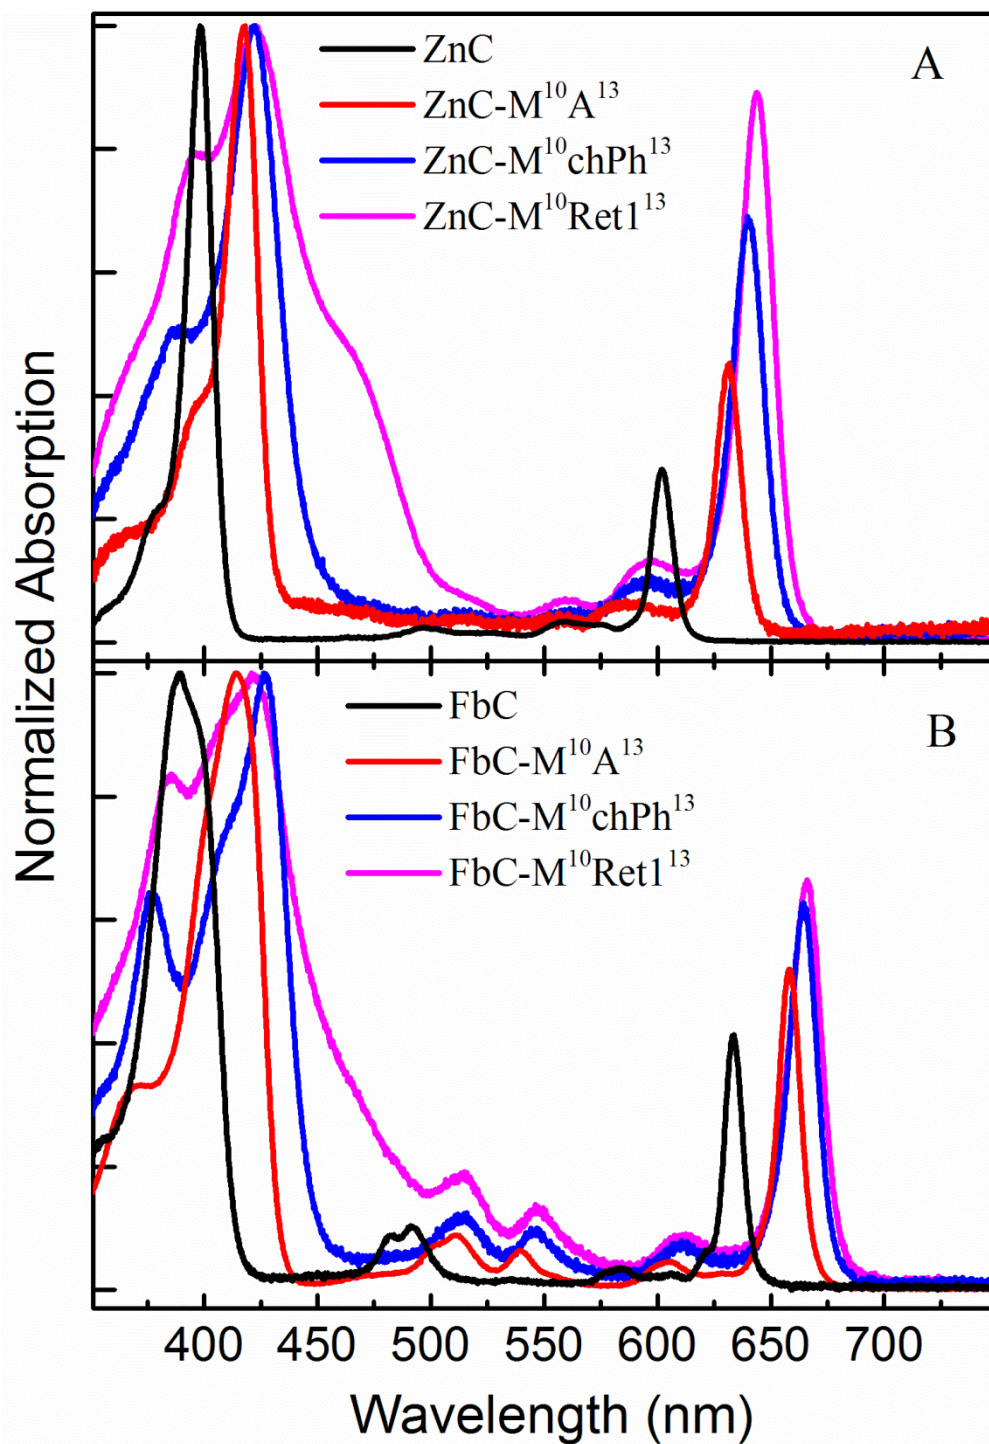 A
ZnC
ZnC-M¹⁰A¹³
ZnC-M¹⁰chPh¹³
ZnC-M¹⁰Ret1¹³
B
FbC
FbC-M¹⁰A¹³
FbC-M¹⁰chPh¹³
FbC-M¹⁰Ret1¹³
Normalized Absorption
400 450 500 550 600 650 700
Wavelength (nm)